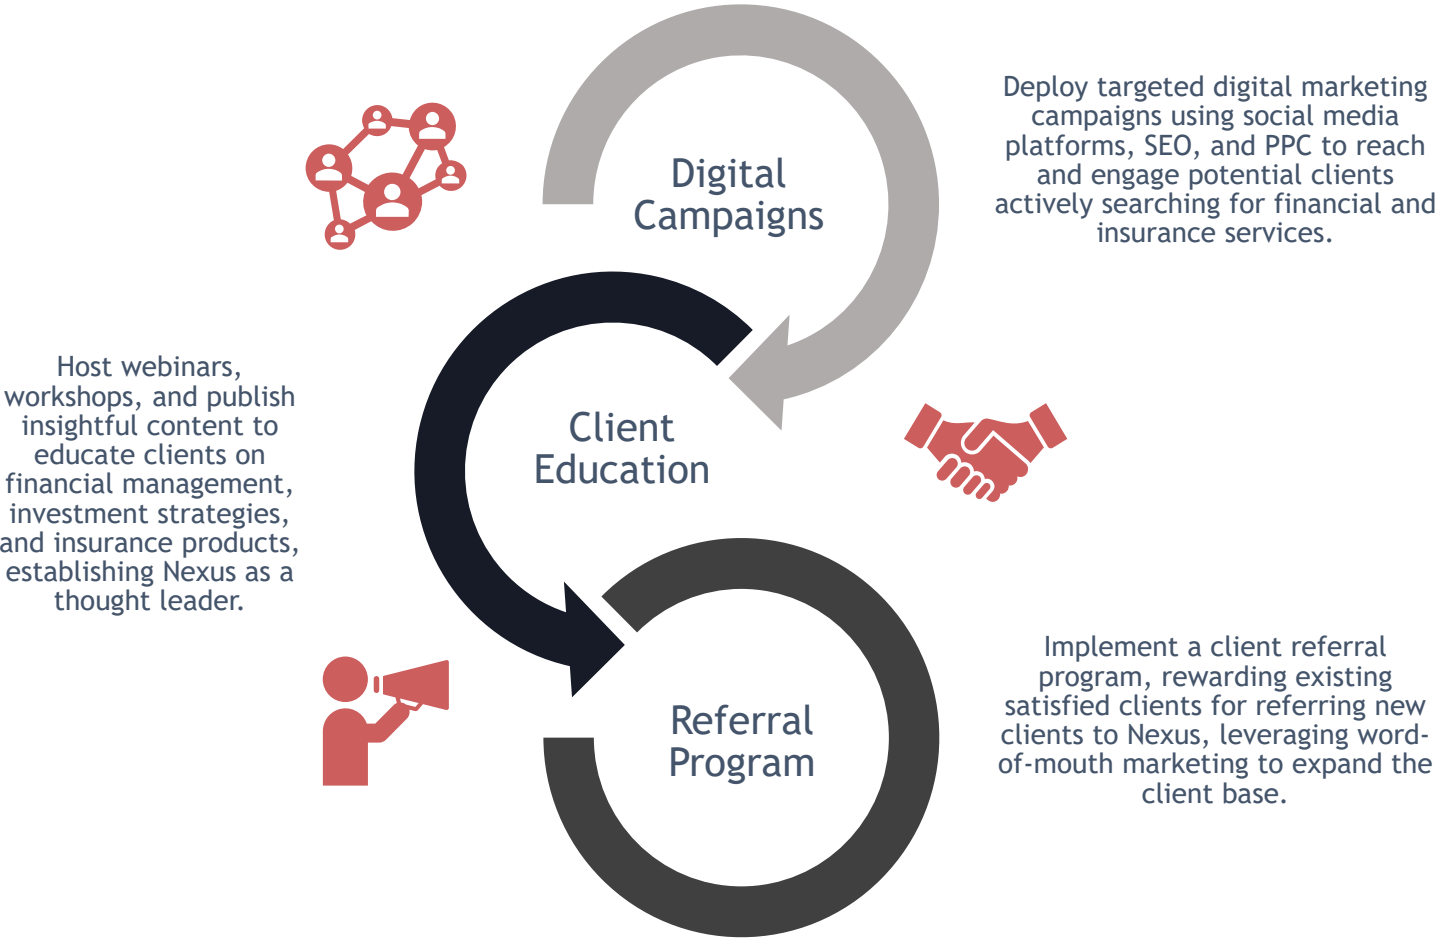 Digital
Campaigns
Deploy targeted digital marketing
campaigns using social media
platforms, SEO, and PPC to reach
and engage potential clients
actively searching for financial and
insurance services.
Client
Education
Host webinars,
workshops, and publish
insightful content to
educate clients on
financial management,
investment strategies,
and insurance products,
establishing Nexus as a
thought leader.
Referral
Program
Implement a client referral
program, rewarding existing
satisfied clients for referring new
clients to Nexus, leveraging word-
of-mouth marketing to expand the
client base.